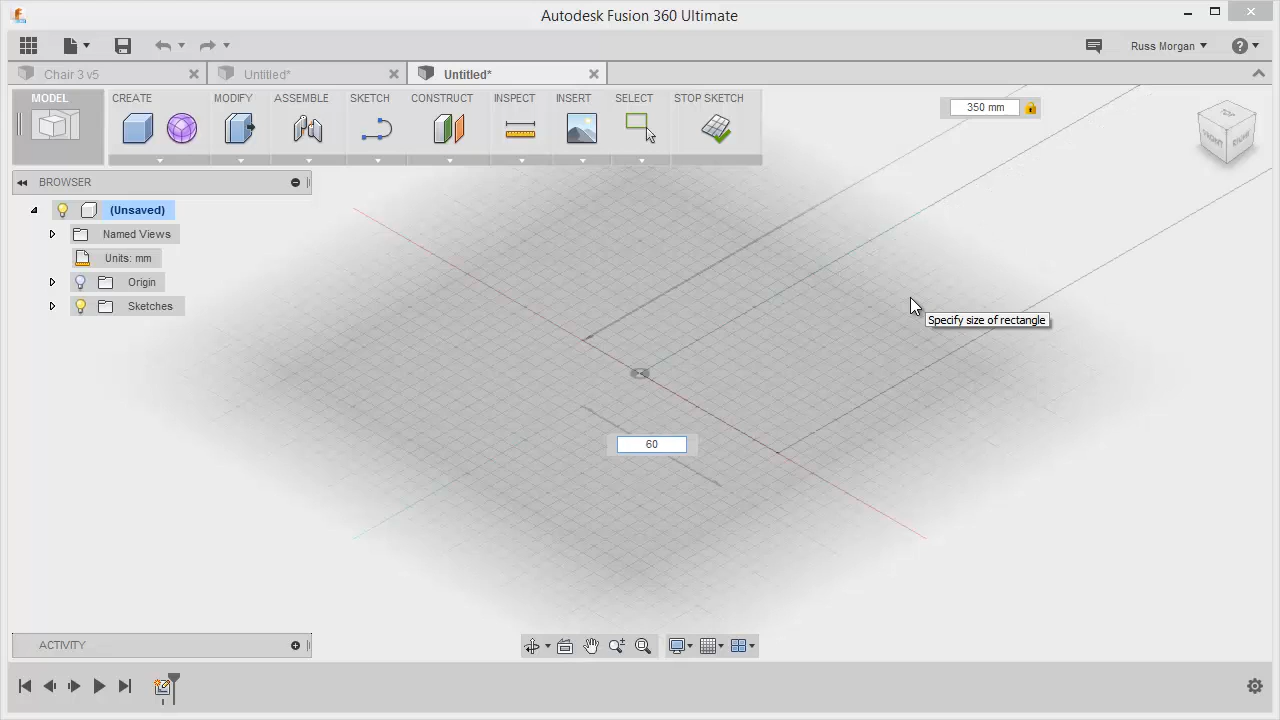 Autodesk Fusion 360 Ultimate
Russ Morgan
Chair 3 v5
Untitled*
Untitled*
MODEL
CREATE
MODIFY
ASSEMBLE
SKETCH
CONSTRUCT
INSPECT
INSERT
SELECT
STOP SKETCH
350 mm
FRONT
BROWSER
(Unsaved)
Named Views
Units: mm
Origin
Sketches
Specify size of rectangle
60
ACTIVITY